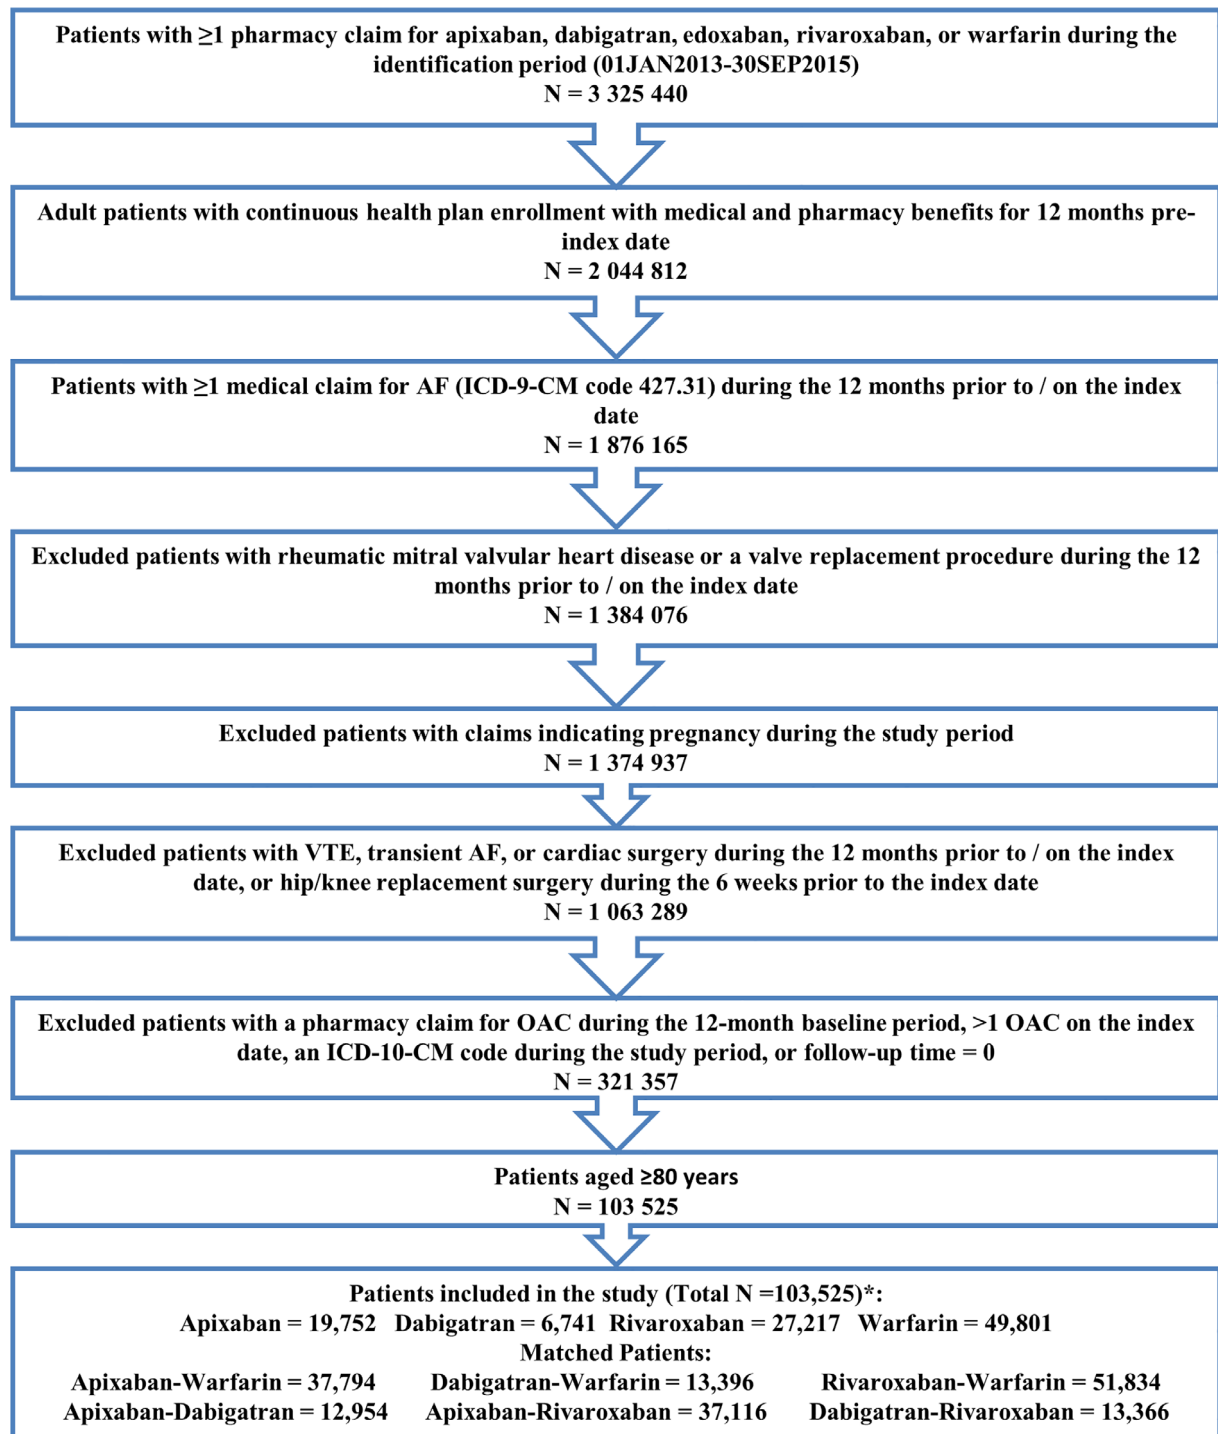 Patients with ≥1 pharmacy claim for apixaban, dabigatran, edoxaban, rivaroxaban, or warfarin during the
identification period (01JAN2013-30SEP2015)
N = 3 325 440
Adult patients with continuous health plan enrollment with medical and pharmacy benefits for 12 months pre-
index date
N = 2 044 812
Patients with ≥1 medical claim for AF (ICD-9-CM code 427.31) during the 12 months prior to / on the index
date
N = 1 876 165
Excluded patients with rheumatic mitral valvular heart disease or a valve replacement procedure during the 12
months prior to / on the index date
N = 1 384 076
Excluded patients with claims indicating pregnancy during the study period
N = 1 374 937
Excluded patients with VTE, transient AF, or cardiac surgery during the 12 months prior to / on the index
date, or hip/knee replacement surgery during the 6 weeks prior to the index date
N = 1 063 289
Excluded patients with a pharmacy claim for OAC during the 12-month baseline period, >1 OAC on the index
date, an ICD-10-CM code during the study period, or follow-up time = 0
N = 321 357
Patients aged ≥80 years
N = 103 525
Patients included in the study (Total N =103,525)*:
Apixaban = 19,752 Dabigatran = 6,741 Rivaroxaban = 27,217 Warfarin = 49,801
Matched Patients:
Apixaban-Warfarin = 37,794 Dabigatran-Warfarin = 13,396 Rivaroxaban-Warfarin = 51,834
Apixaban-Dabigatran = 12,954 Apixaban-Rivaroxaban = 37,116 Dabigatran-Rivaroxaban = 13,366